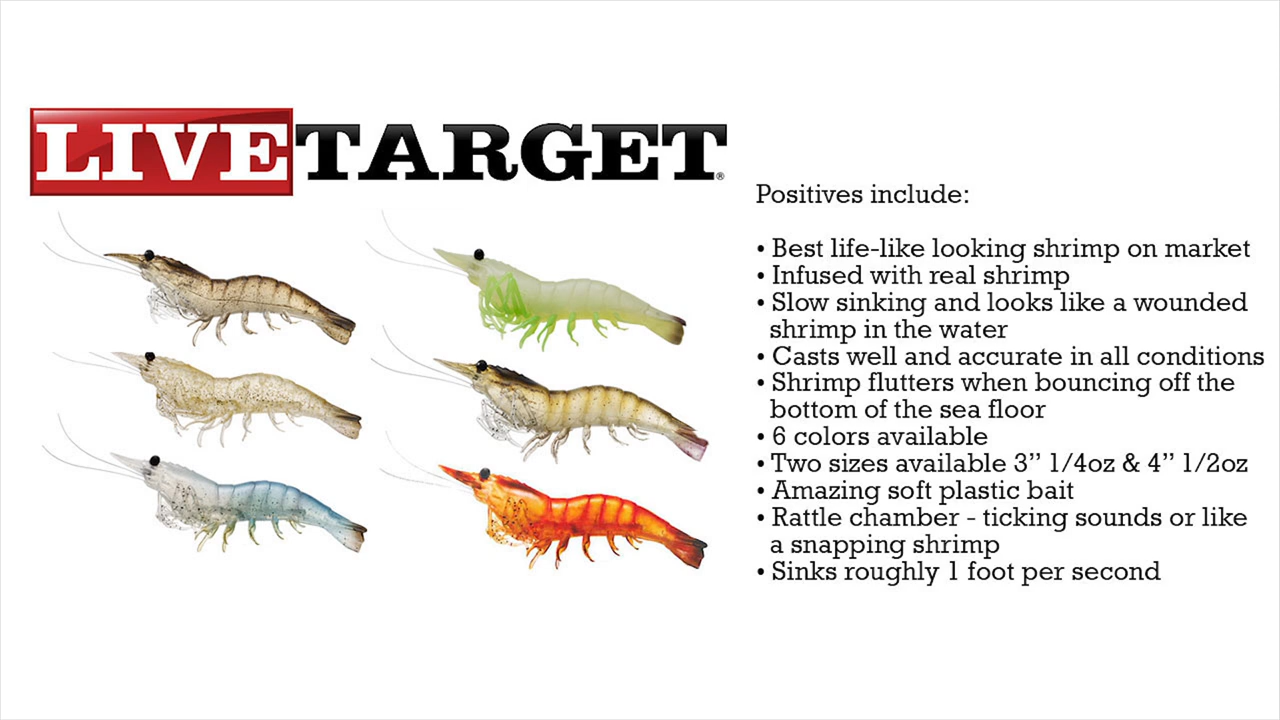 LIVETARGET®
Positives include:
• Best life-like looking shrimp on market
• Infused with real shrimp
• Slow sinking and looks like a wounded
shrimp in the water
• Casts well and accurate in all conditions
• Shrimp flutters when bouncing off the
bottom of the sea floor
• 6 colors available
• Two sizes available 3” 1/4oz & 4” 1/2oz
• Amazing soft plastic bait
• Rattle chamber - ticking sounds or like
a snapping shrimp
• Sinks roughly 1 foot per second